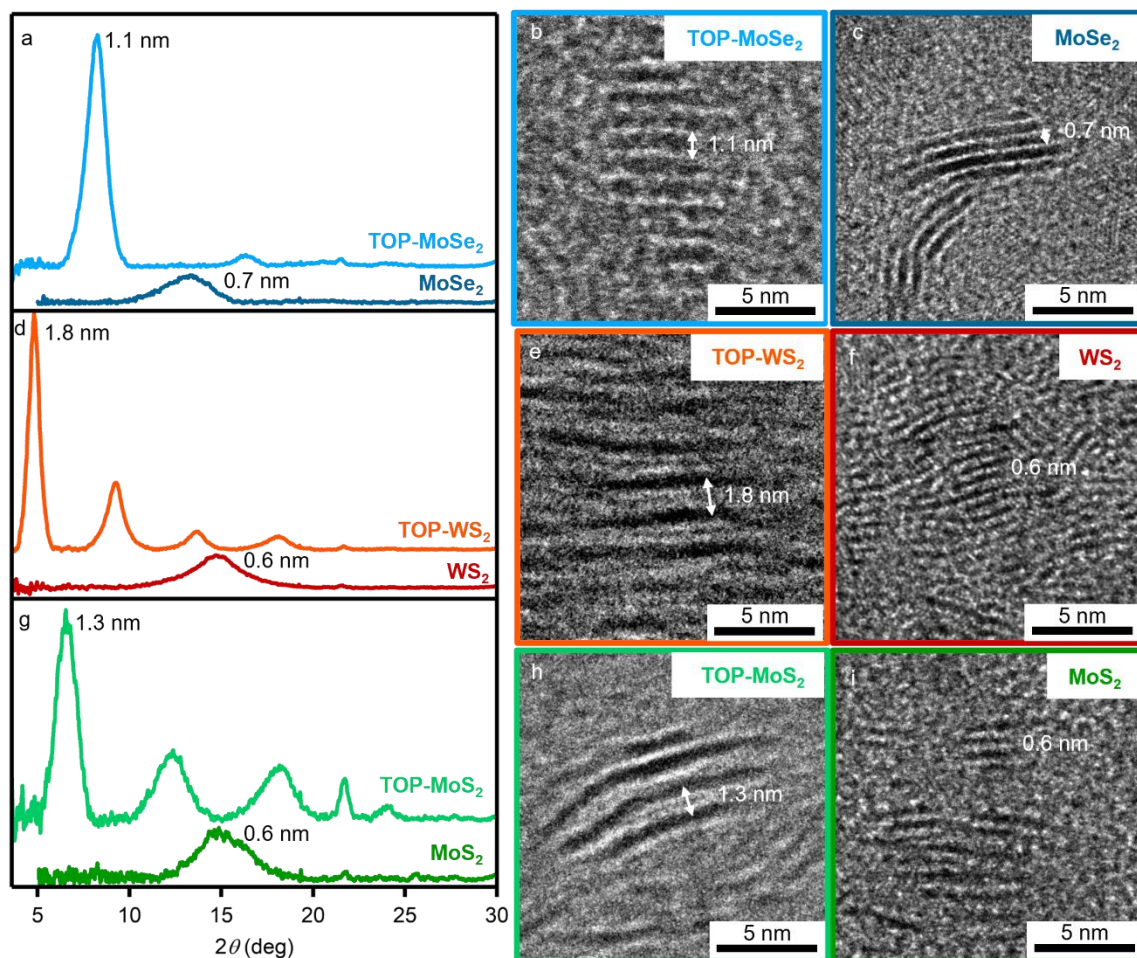 a
1.1 nm
TOP-MoSe₂
0.7 nm
MoSe₂
d
1.8 nm
TOP-WS₂
0.6 nm
WS₂
g
1.3 nm
TOP-MoS₂
0.6 nm
MoS₂
5
10
15
20
25
30
2θ (deg)
b
TOP-MoSe₂
1.1 nm
5 nm
c
MoSe₂
0.7 nm
5 nm
e
TOP-WS₂
1.8 nm
5 nm
f
WS₂
0.6 nm
5 nm
h
TOP-MoS₂
1.3 nm
5 nm
i
MoS₂
0.6 nm
5 nm